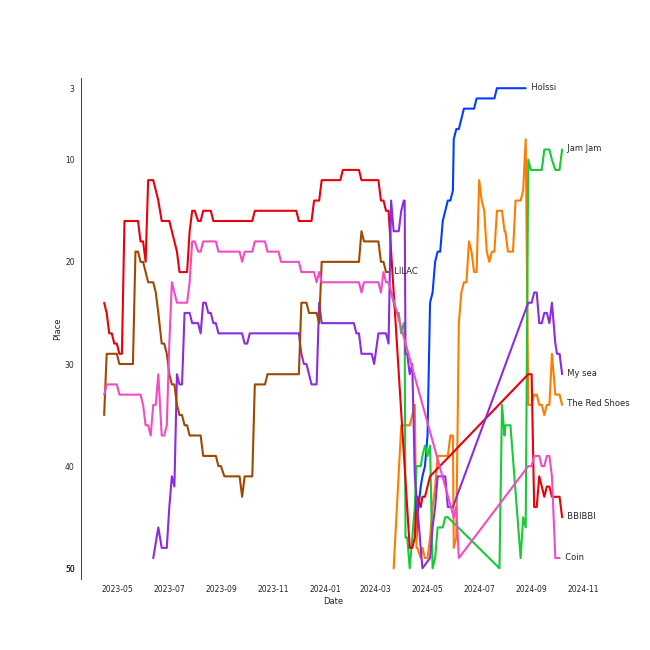 3
Holssi
Jam Jam
10
20
LILAC
Place
30
My sea
The Red Shoes
40
BBIBBI
Coin
50
2023-05
2023-07
2023-09
2023-11
2024-01
2024-03
2024-05
2024-07
2024-09
2024-11
Date